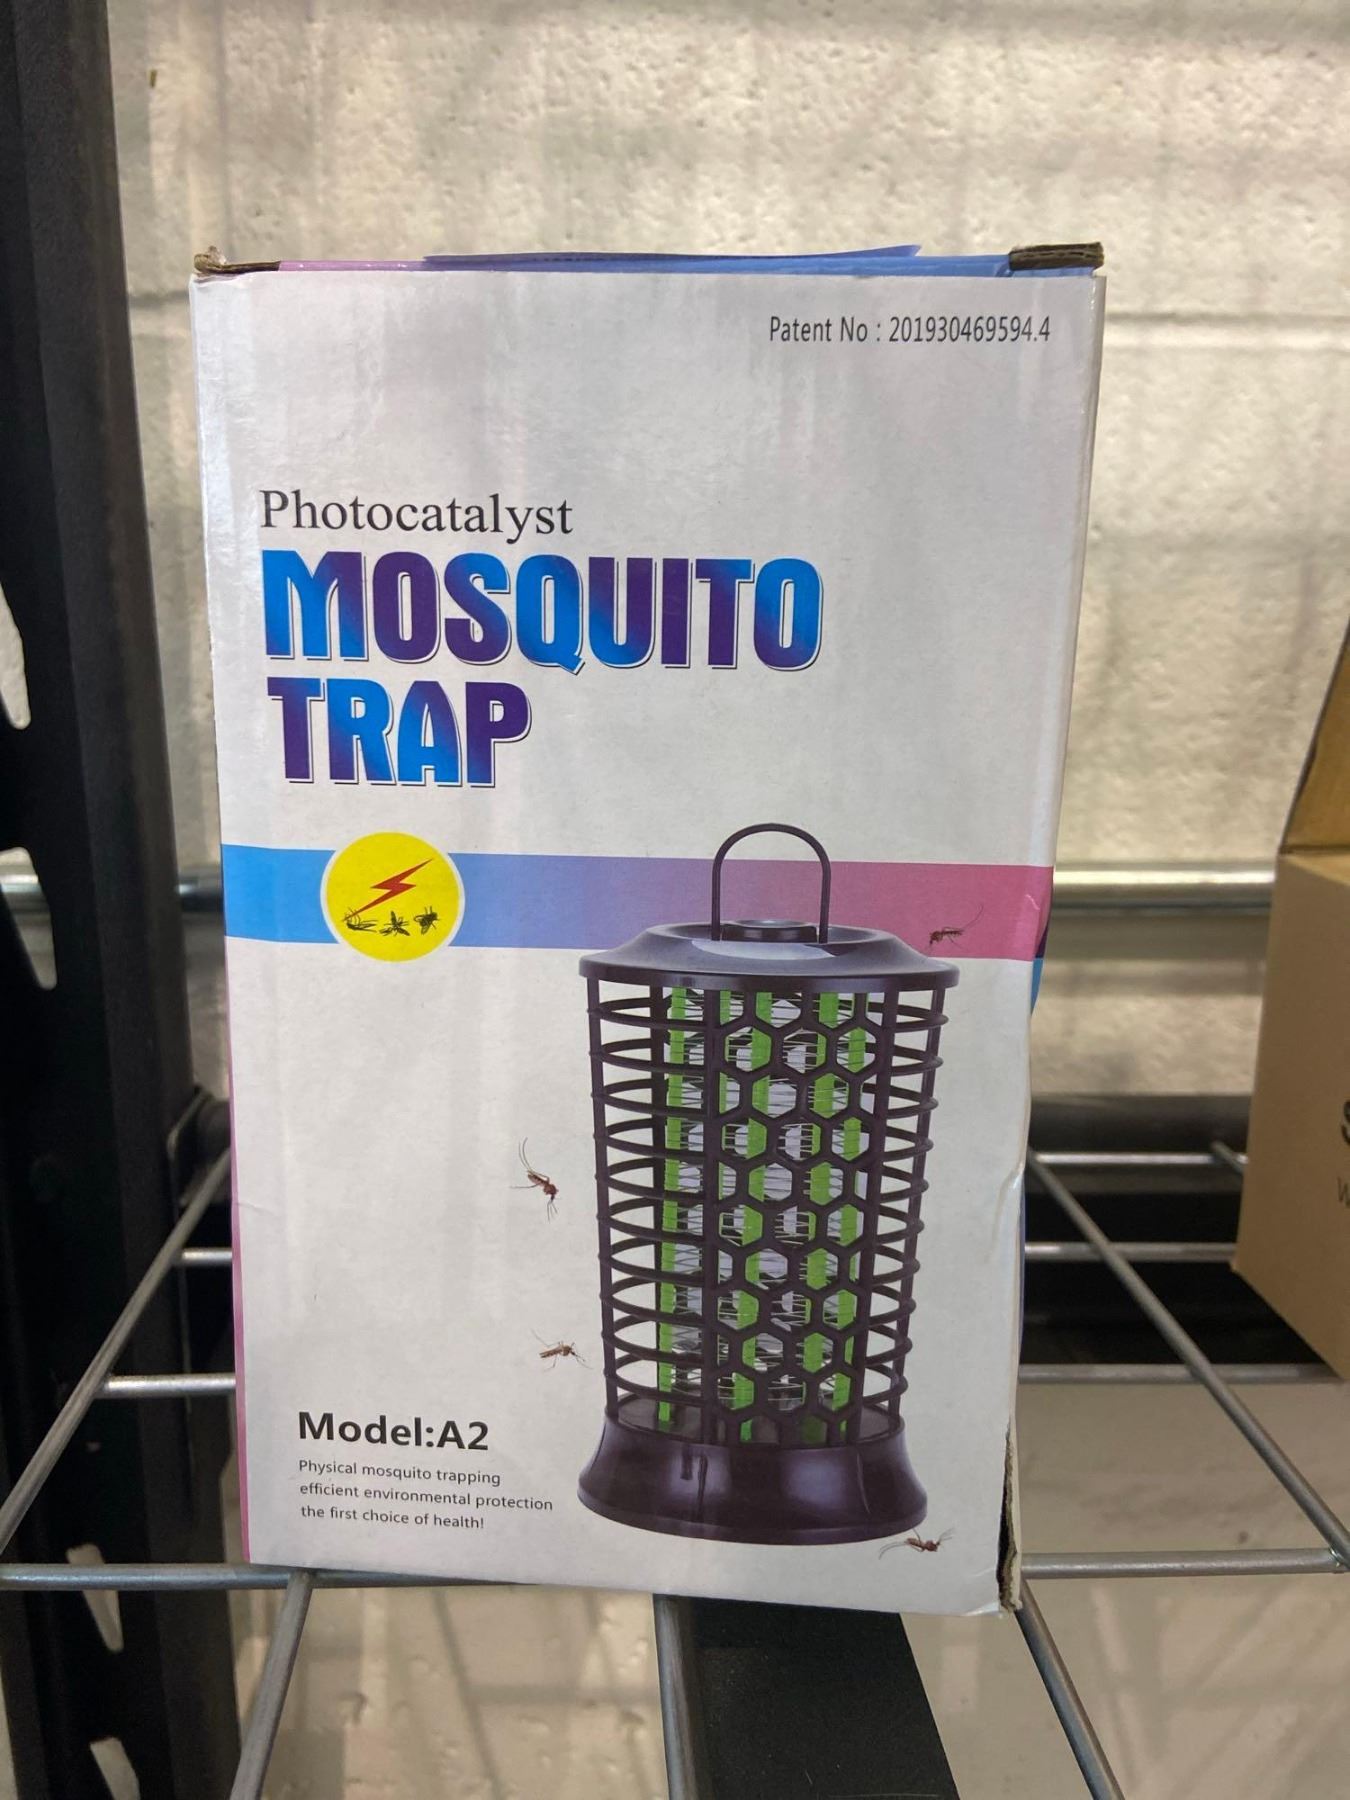 Patent No : 201930469594.4
Photocatalyst
MOSQUITO
TRAP
Model:A2
Physical mosquito trapping
efficient environmental protection
the first choice of health!